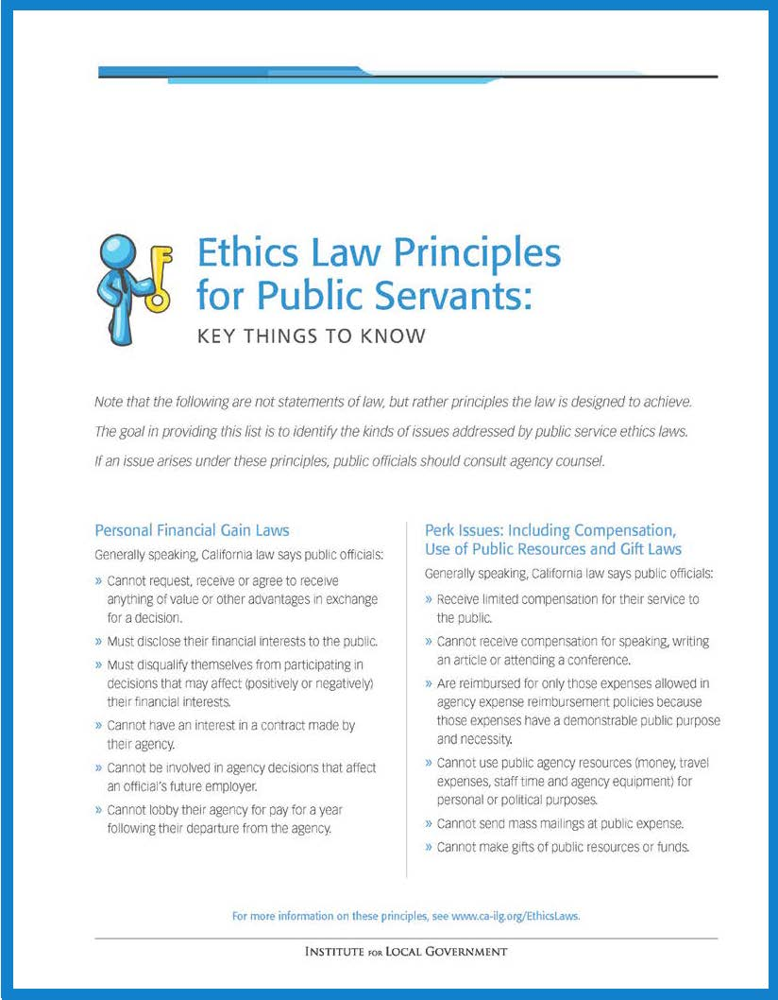 Ethics Law Principles
for Public Servants:
KEY THINGS TO KNOW
Note that the following are not statements of law, but rather principles the law is designed to achieve.
The goal in providing this list is to identify the kinds of issues addressed by public service ethics laws.
If an issue arises under these principles, public officials should consult agency counsel.
Personal Financial Gain Laws
Generally speaking, California law says public officials:
» Cannot request, receive or agree to receive
anything of value or other advantages in exchange
for a decision.
» Must disclose their financial interests to the public.
» Must disqualify themselves from participating in
decisions that may affect (positively or negatively)
their financial interests.
» Cannot have an interest in a contract made by
their agency.
» Cannot be involved in agency decisions that affect
an official's future employer.
» Cannot lobby their agency for pay for a year
following their departure from the agency.
Perk Issues: Including Compensation,
Use of Public Resources and Gift Laws
Generally speaking, California law says public officials:
» Receive limited compensation for their service to
the public.
» Cannot receive compensation for speaking, writing
an article or attending a conference.
» Are reimbursed for only those expenses allowed in
agency expense reimbursement policies because
those expenses have a demonstrable public purpose
and necessity.
» Cannot use public agency resources (money, travel
expenses, staff time and agency equipment) for
personal or political purposes.
» Cannot send mass mailings at public expense.
» Cannot make gifts of public resources or funds.
For more information on these principles, see www.ca-ilg.org/EthicsLaws.
INSTITUTE FOR LOCAL GOVERNMENT